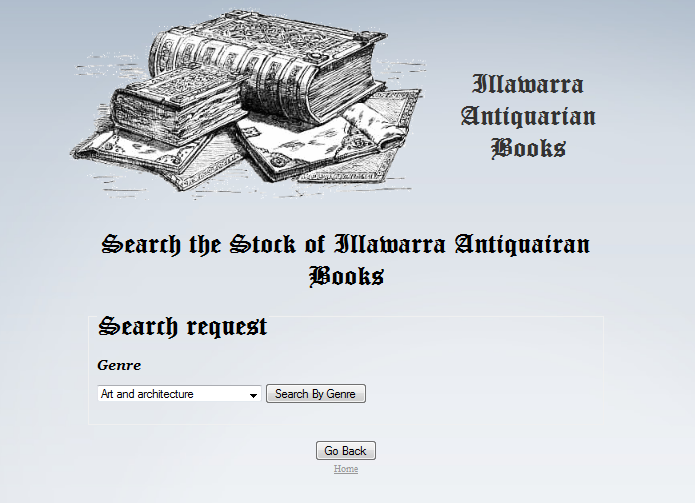 Illawarra
Antiquarian
Books
Search the Stock of Illawarra Antiquairan
Books
Search request
Genre
Art and architecture
Search By Genre
Go Back
Home